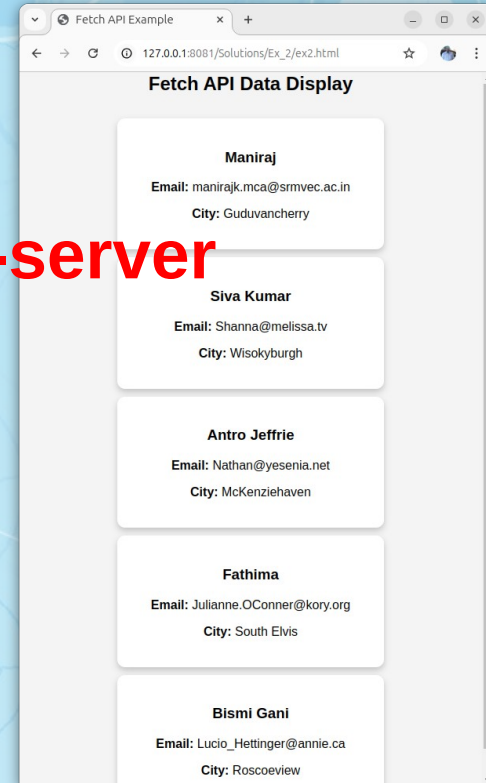 Fetch API Example
127.0.0.1:8081/Solutions/Ex_2/ex2.html
Fetch API Data Display
Maniraj
Email: manirajk.mca@srmvec.ac.in
City: Guduvancherry
-server
Siva Kumar
Email: Shanna@melissa.tv
City: Wisokyburgh
Antro Jeffrie
Email: Nathan@yesenia.net
City: McKenziehaven
Fathima
Email: Julianne.OConner@kory.org
City: South Elvis
Bismi Gani
Email: Lucio_Hettinger@annie.ca
City: Roscoeview